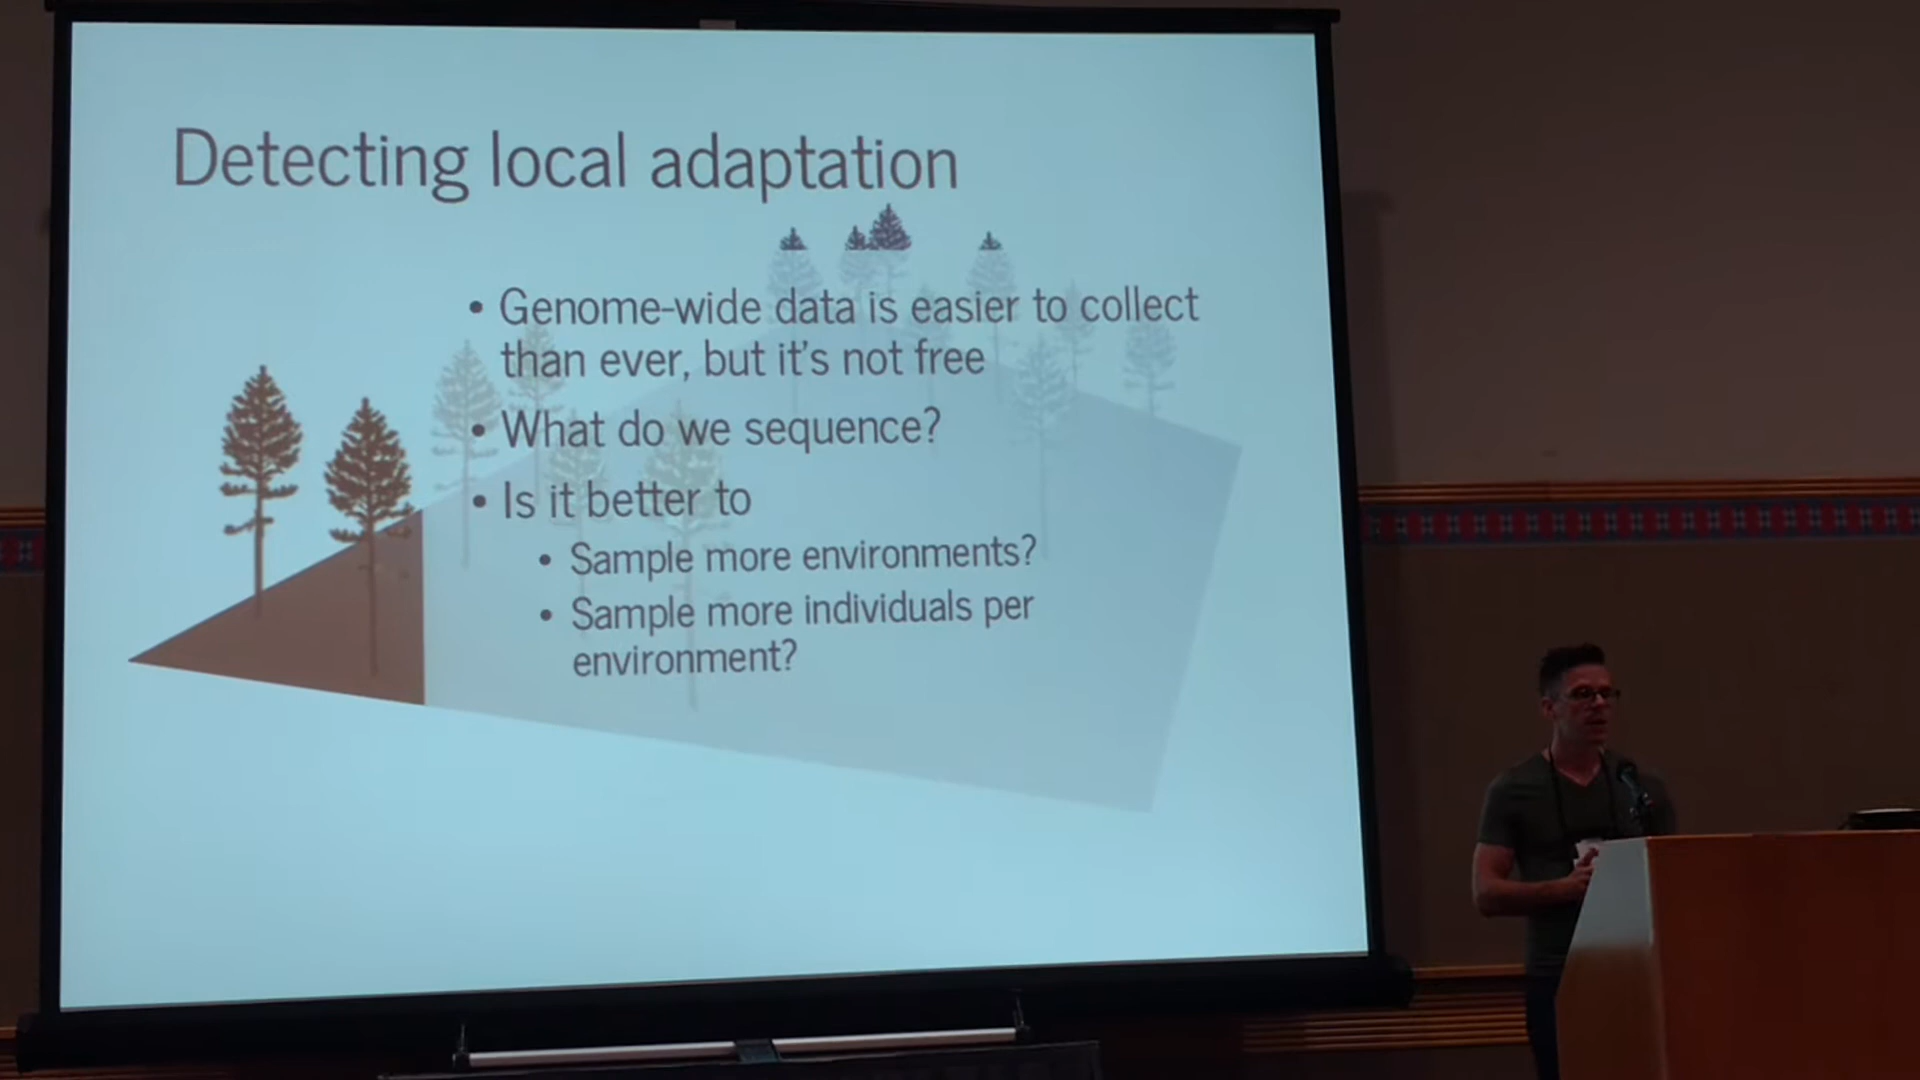 Detecting local adaptation
• Genome-wide data is easier to collect
than ever, but it's not free
• What do we sequence?
• Is it better to
• Sample more environments?
• Sample more individuals per
environment?